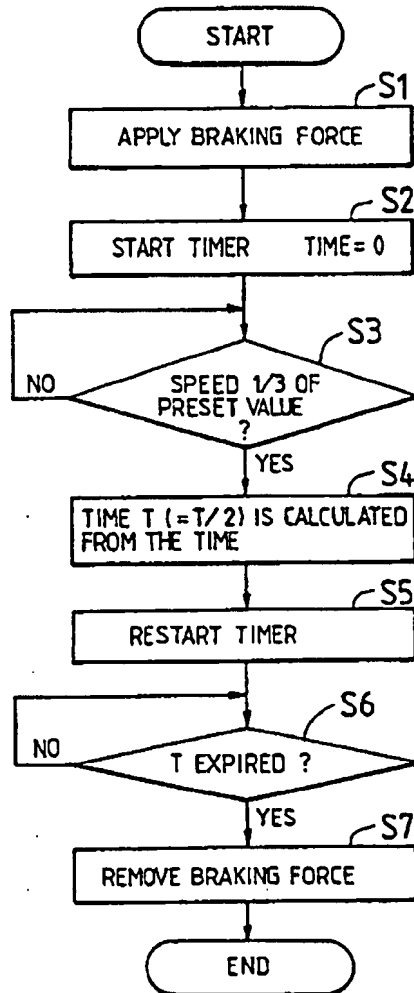 START
S1
APPLY BRAKING FORCE
S2
START TIMER TIME= 0
S3
NO
SPEED 1/3 OF
PRESET VALUE
?
YES
S4
TIME T (=T/2) IS CALCULATED
FROM THE TIME
S5
RESTART TIMER
S6
NO
T EXPIRED ?
YES
S7
REMOVE BRAKING FORCE
END